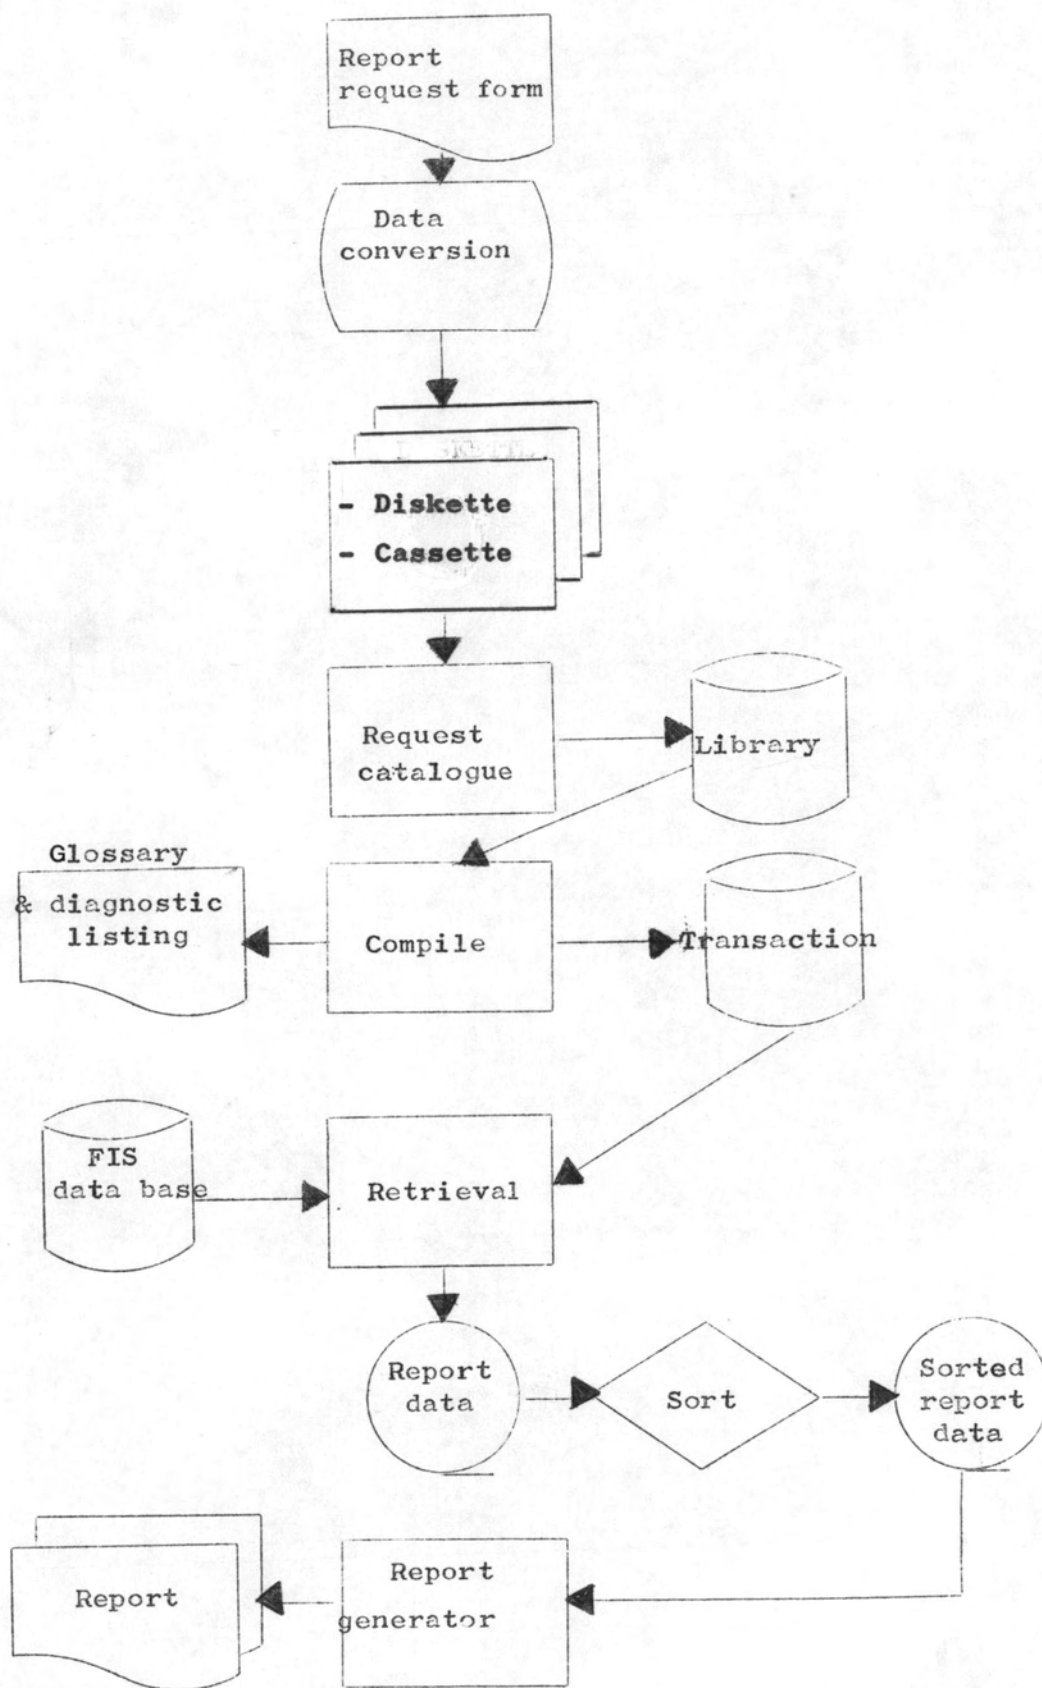 Report
request form
Data
conversion
- Diskette
- Cassette
Request
catalogue
Library
Glossary
& diagnostic
listing
Compile
Transaction
FIS
data base
Retrieval
Report
data
Sort
Sorted
report
data
Report
generator
Report